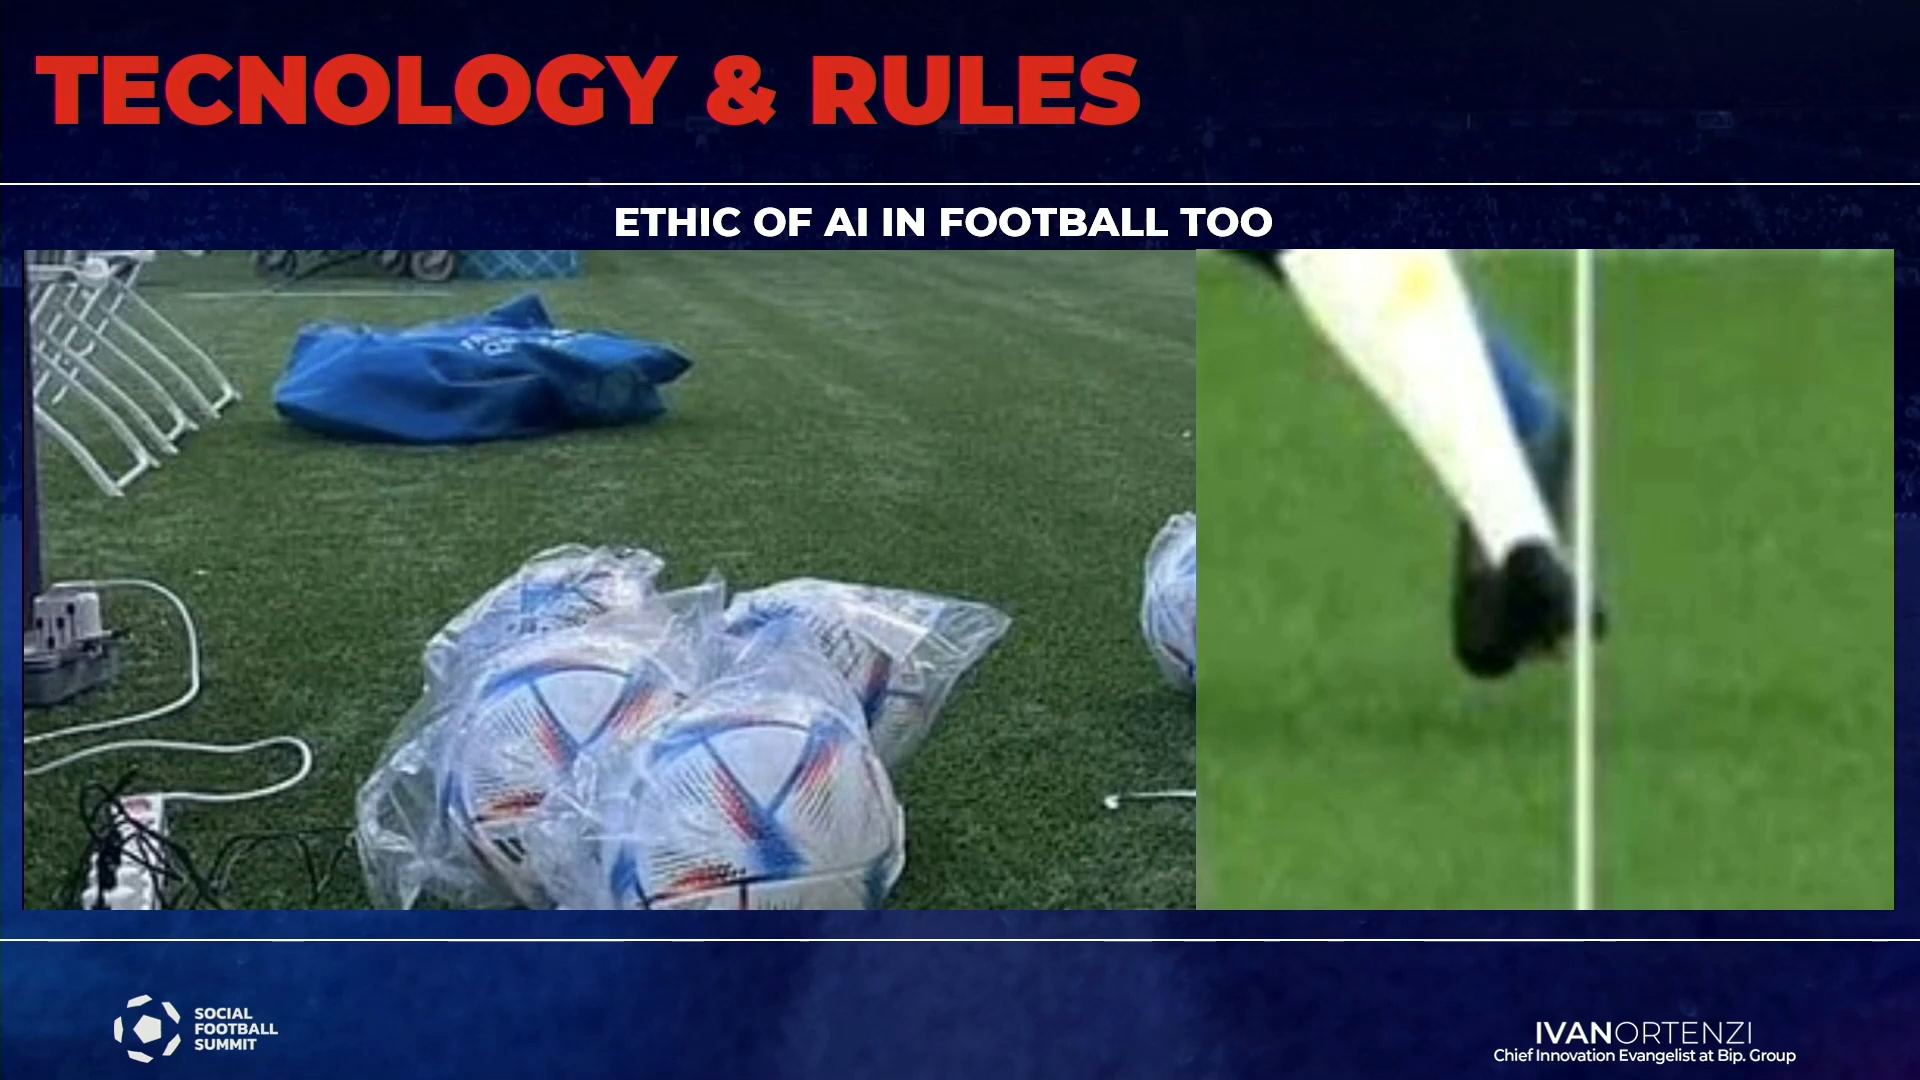 TECNOLOGY & RULES
ETHIC OF AI IN FOOTBALL TOO
SOCIAL
FOOTBALL
SUMMIT
IVANORTENZI
Chief Innovation Evangelist at Bip. Group